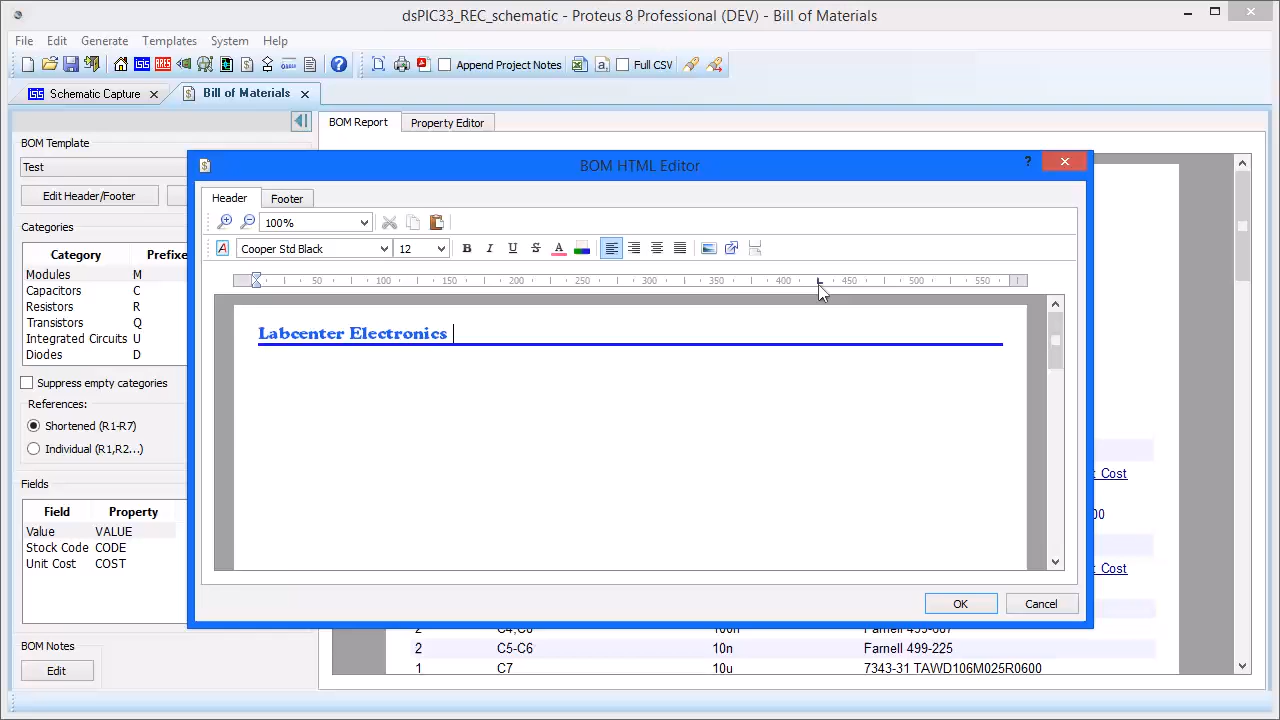 dsPIC33_REC_schematic - Proteus 8 Professional (DEV) - Bill of Materials
File Edit Generate Templates System Help
Append Project Notes Full CSV
Schematic Capture Bill of Materials
BOM Report Property Editor
BOM Template
Test
Edit Header/Footer
Categories
Category Prefixe
Modules M
Capacitors C
Resistors R
Transistors Q
Integrated Circuits U
Diodes D
Suppress empty categories
References:
Shortened (R1-R7)
Individual (R1,R2...)
Fields
Field Property
Value VALUE
Stock Code CODE
Unit Cost COST
BOM Notes
Edit
BOM HTML Editor
Header Footer
100%
Cooper Std Black 12
B I U S A
50 100 150 200 250 300 350 400 450 500 550
Labcenter Electronics
OK Cancel
t Cost
00
t Cost
2 C5-C6 10n Farnell 499-225
1 C7 10u 7343-31 TAWD106M025R0600